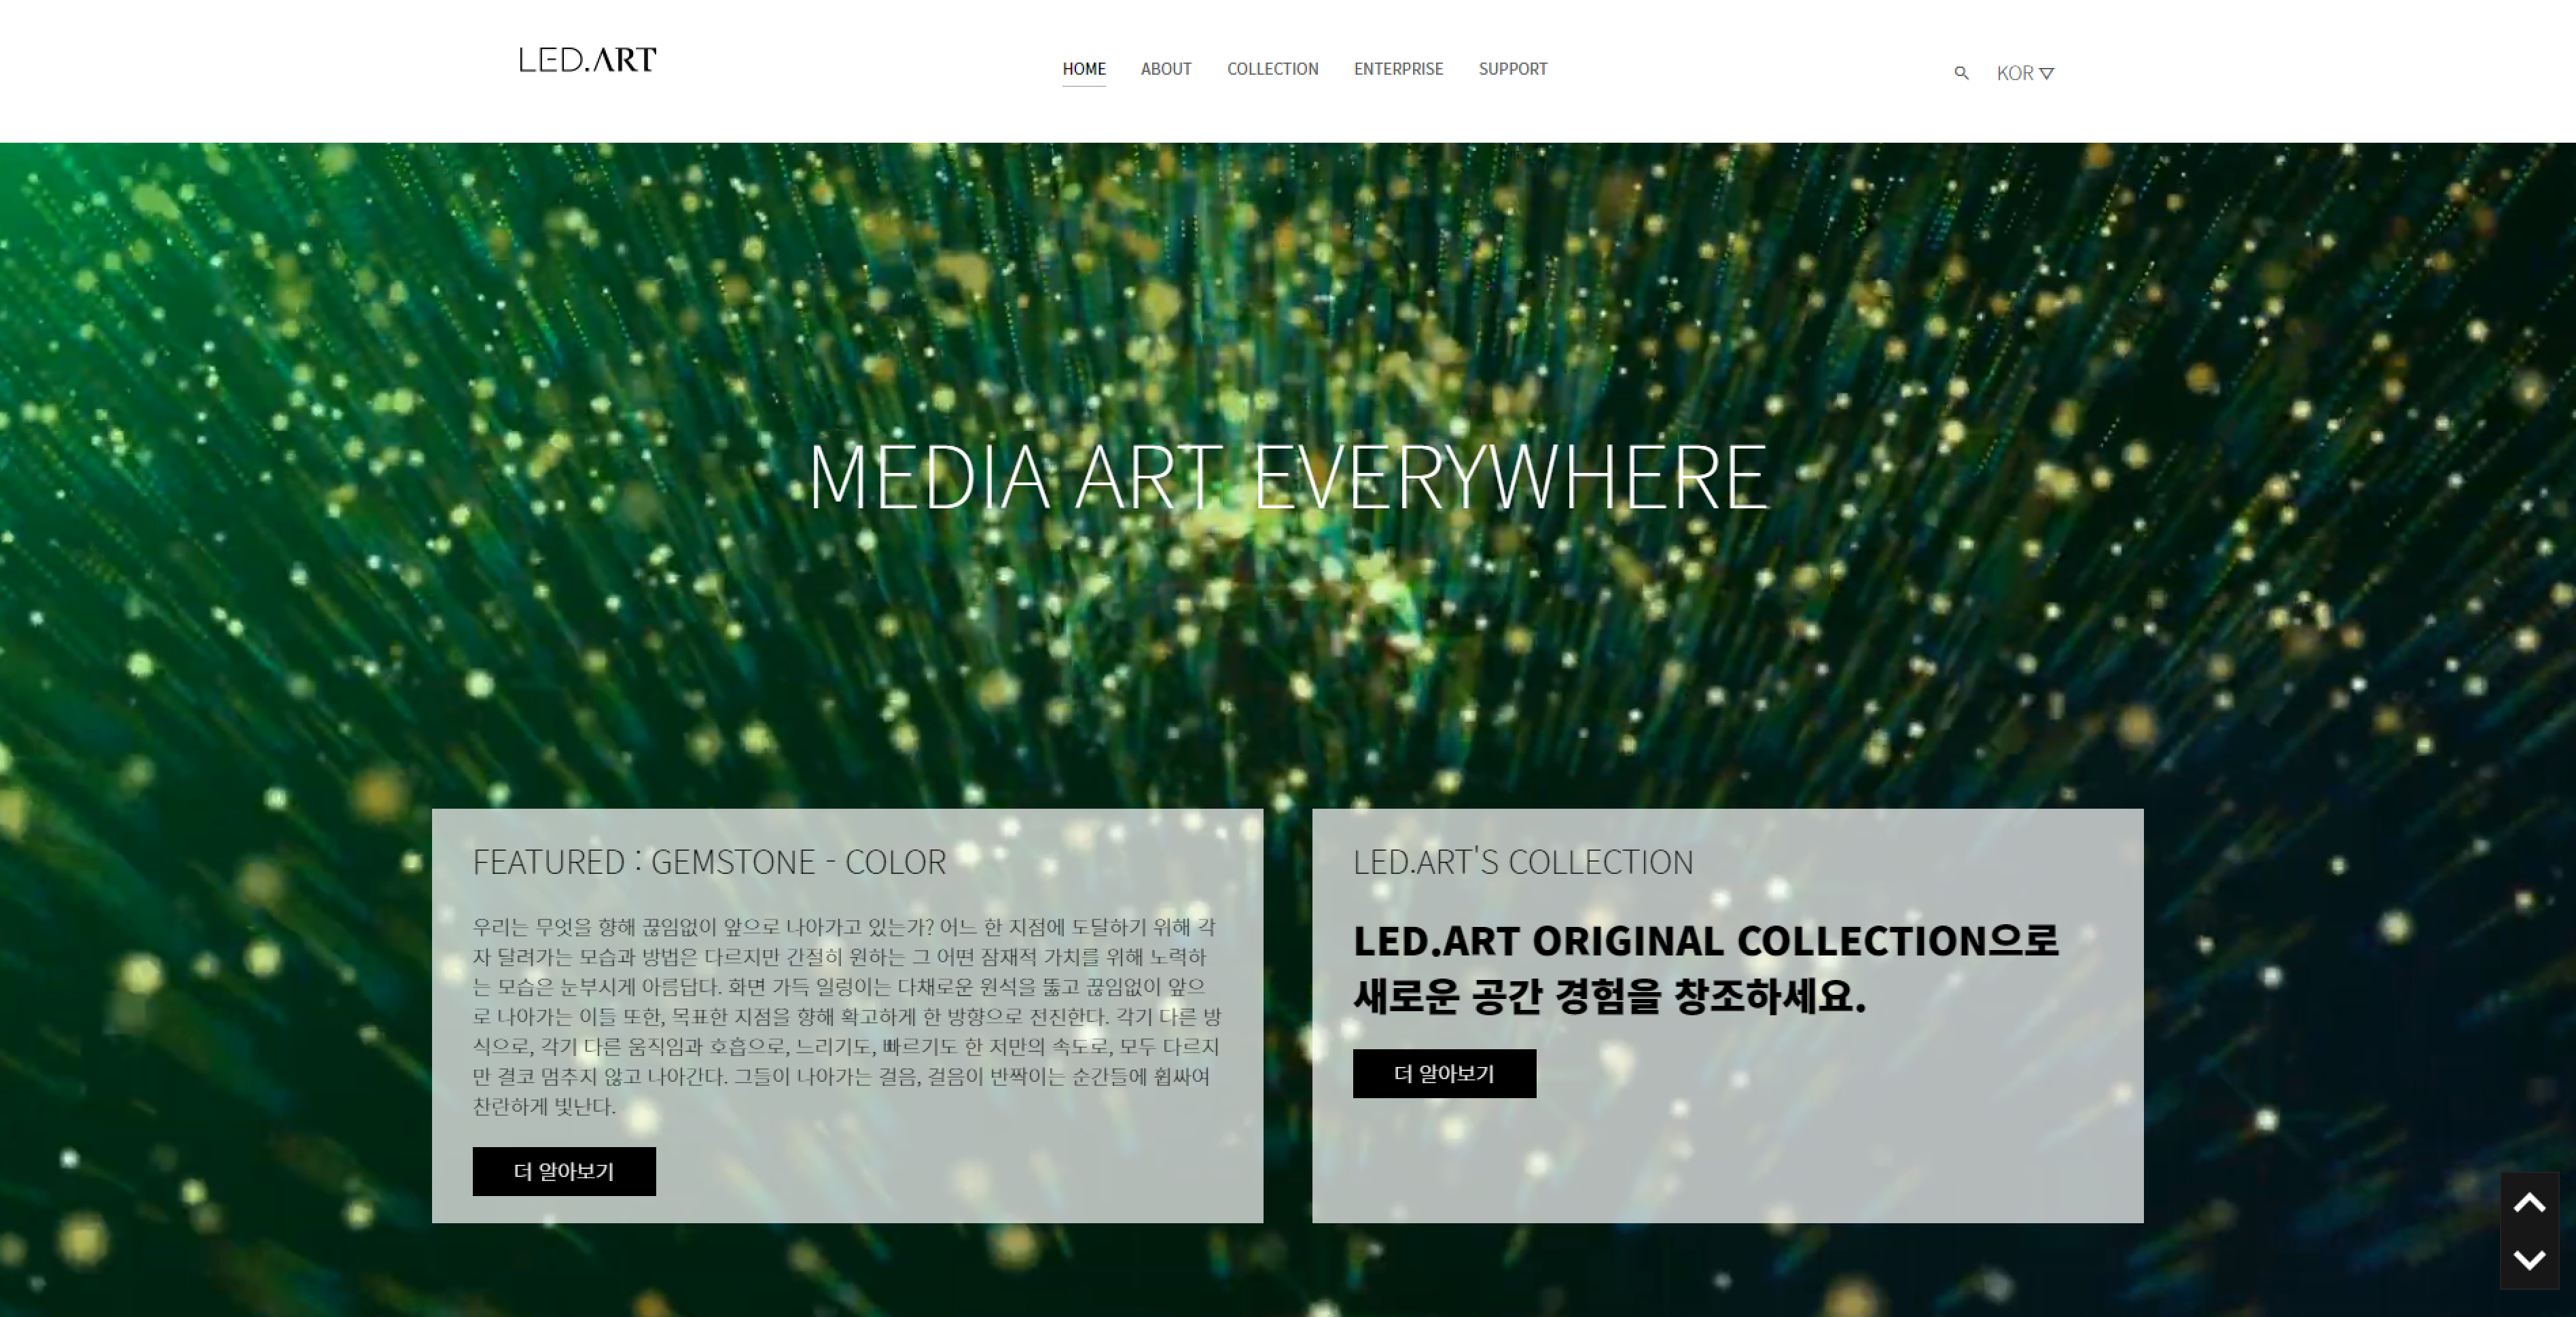 LED.ART
HOME ABOUT COLLECTION ENTERPRISE SUPPORT
KOR
MEDIA ART EVERYWHERE
FEATURED : GEMSTONE - COLOR
우리는 무엇을 향해 끊임없이 앞으로 나아가고 있는가? 어느 한 지점에 도달하기 위해 각
자 달려가는 모습과 방법은 다르지만 간절히 원하는 그 어떤 잠재적 가치를 위해 노력하
는 모습은 눈부시게 아름답다. 화면 가득 일렁이는 다채로운 원석을 뚫고 끊임없이 앞으
로 나아가는 이들 또한, 목표한 지점을 향해 확고하게 한 방향으로 전진한다. 각기 다른 방
식으로, 각기 다른 움직임과 호흡으로, 느리기도, 빠르기도 한 저만의 속도로, 모두 다르지
만 결코 멈추지 않고 나아간다. 그들이 나아가는 걸음, 걸음이 반짝이는 순간들에 휩싸여
찬란하게 빛난다.
더 알아보기
LED.ART'S COLLECTION
LED.ART ORIGINAL COLLECTION으로
새로운 공간 경험을 창조하세요.
더 알아보기